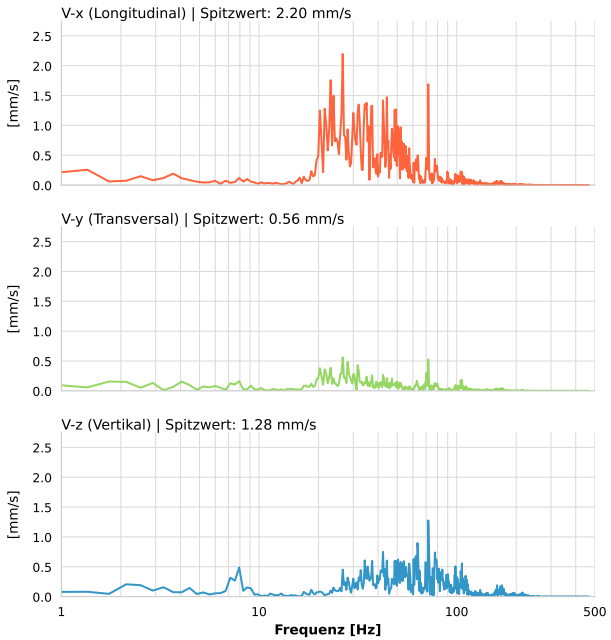 V-x (Longitudinal) | Spitzwert: 2.20 mm/s
2.5
2.0
1.5
1.0
0.5
0.0
[mm/s]
V-y (Transversal) | Spitzwert: 0.56 mm/s
2.5
2.0
1.5
1.0
0.5
0.0
[mm/s]
V-z (Vertikal) | Spitzwert: 1.28 mm/s
2.5
2.0
1.5
1.0
0.5
0.0
[mm/s]
1 10 100 500
Frequenz [Hz]